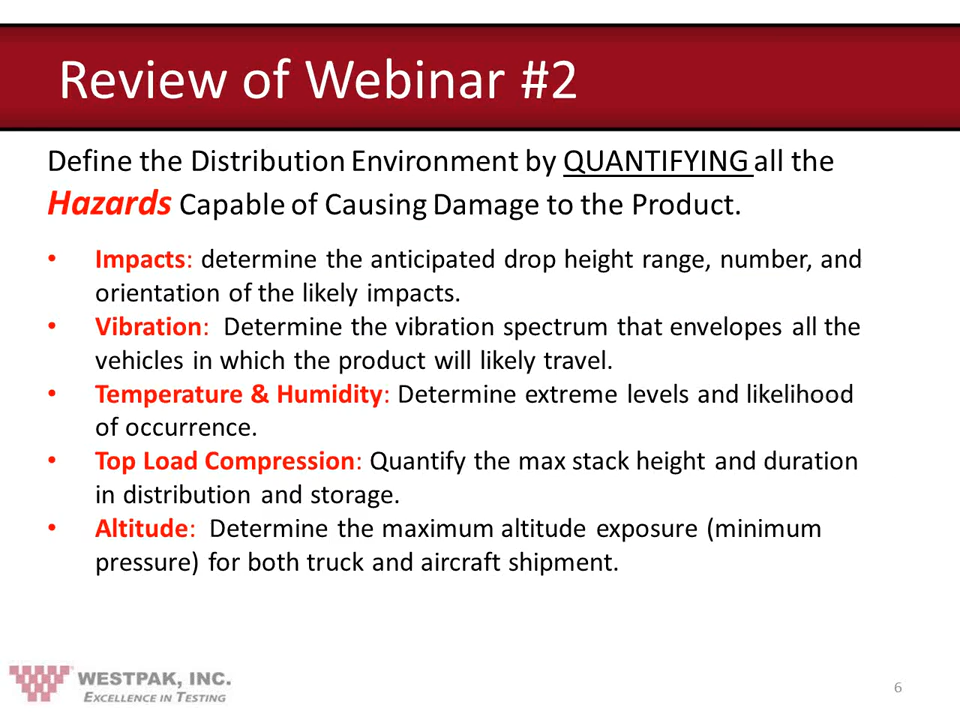 Review of Webinar #2
Define the Distribution Environment by QUANTIFYING all the
Hazards Capable of Causing Damage to the Product.
• Impacts: determine the anticipated drop height range, number, and
orientation of the likely impacts.
• Vibration: Determine the vibration spectrum that envelopes all the
vehicles in which the product will likely travel.
• Temperature & Humidity: Determine extreme levels and likelihood
of occurrence.
• Top Load Compression: Quantify the max stack height and duration
in distribution and storage.
• Altitude: Determine the maximum altitude exposure (minimum
pressure) for both truck and aircraft shipment.
WESTPAK, INC.
EXCELLENCE IN TESTING
6